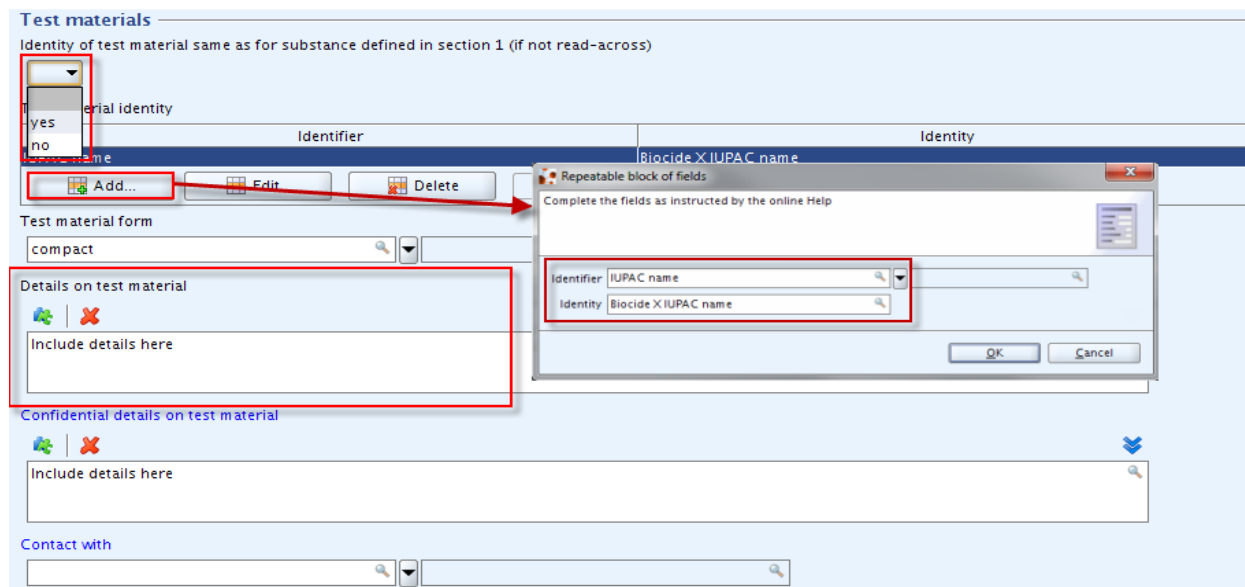 Test materials
Identity of test material same as for substance defined in section 1 (if not read-across)
erial identity
yes
no
Identifier
Identity
name
Biocide X IUPAC name
Add...
Edit
Delete
Repeatable block of fields
Complete the fields as instructed by the online Help
Identifier
IUPAC name
Identity
Biocide X IUPAC name
OK
Cancel
Test material form
compact
Details on test material
Include details here
Confidential details on test material
Include details here
Contact with